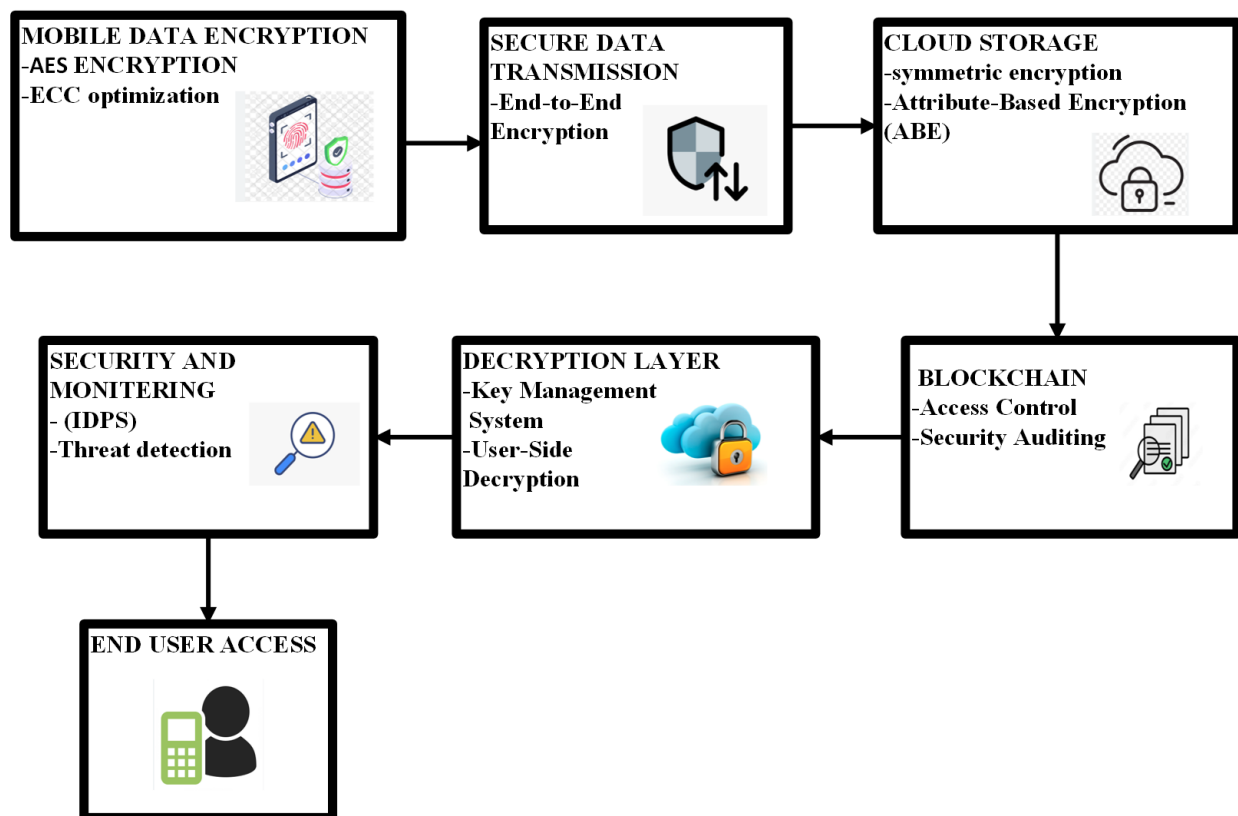 MOBILE DATA ENCRYPTION
-AES ENCRYPTION
-ECC optimization
SECURE DATA
TRANSMISSION
-End-to-End
Encryption
CLOUD STORAGE
-symmetric encryption
-Attribute-Based Encryption
(ABE)
BLOCKCHAIN
-Access Control
-Security Auditing
DECRYPTION LAYER
-Key Management
System
-User-Side
Decryption
SECURITY AND
MONITERING
- (IDPS)
-Threat detection
END USER ACCESS